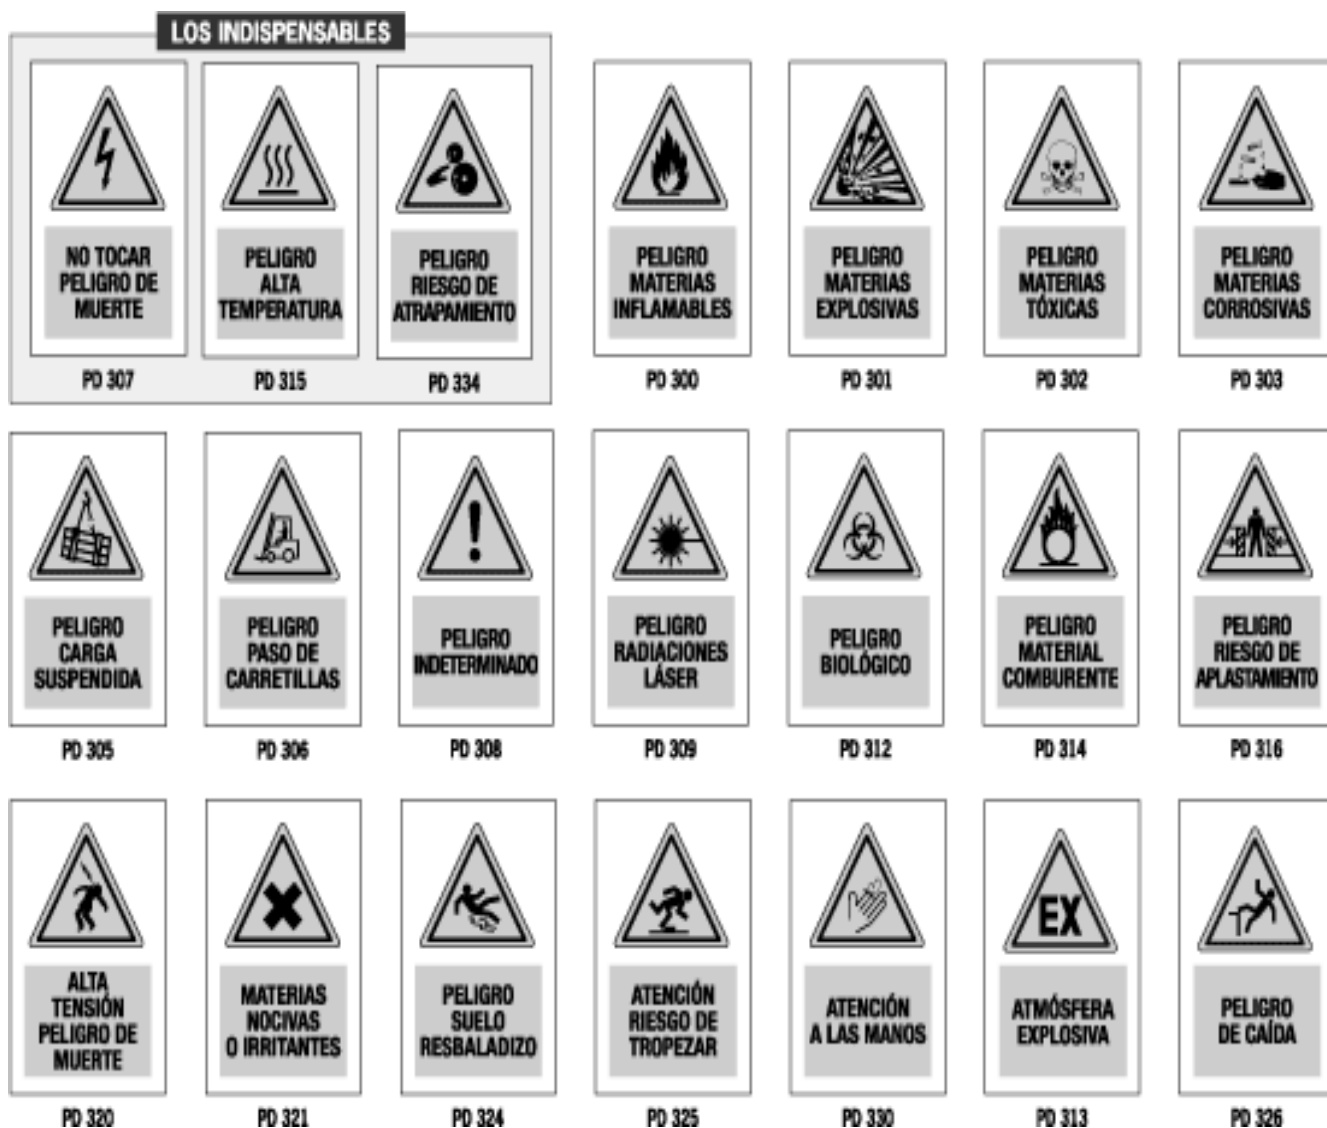 LOS INDISPENSABLES
NO TOCAR
PELIGRO DE
MUERTE
PD 307
PELIGRO
ALTA
TEMPERATURA
PD 315
PELIGRO
RIESGO DE
ATRAPAMIENTO
PD 334
PELIGRO
MATERIAS
INFLAMABLES
PD 300
PELIGRO
MATERIAS
EXPLOSIVAS
PD 301
PELIGRO
MATERIAS
TÓXICAS
PD 302
PELIGRO
MATERIAS
CORROSIVAS
PD 303
PELIGRO
CARGA
SUSPENDIDA
PD 305
PELIGRO
PASO DE
CARRETILLAS
PD 306
PELIGRO
INDETERMINADO
PD 308
PELIGRO
RADIACIONES
LÁSER
PD 309
PELIGRO
BIOLÓGICO
PD 312
PELIGRO
MATERIAL
COMBURENTE
PD 314
PELIGRO
RIESGO DE
APLASTAMIENTO
PD 316
ALTA
TENSIÓN
PELIGRO DE
MUERTE
PD 320
MATERIAS
NOCIVAS
O IRRITANTES
PD 321
PELIGRO
SUELO
RESBALADIZO
PD 324
ATENCIÓN
RIESGO DE
TROPEZAR
PD 325
ATENCIÓN
A LAS MANOS
PD 330
EX
ATMÓSFERA
EXPLOSIVA
PD 313
PELIGRO
DE CAÍDA
PD 326